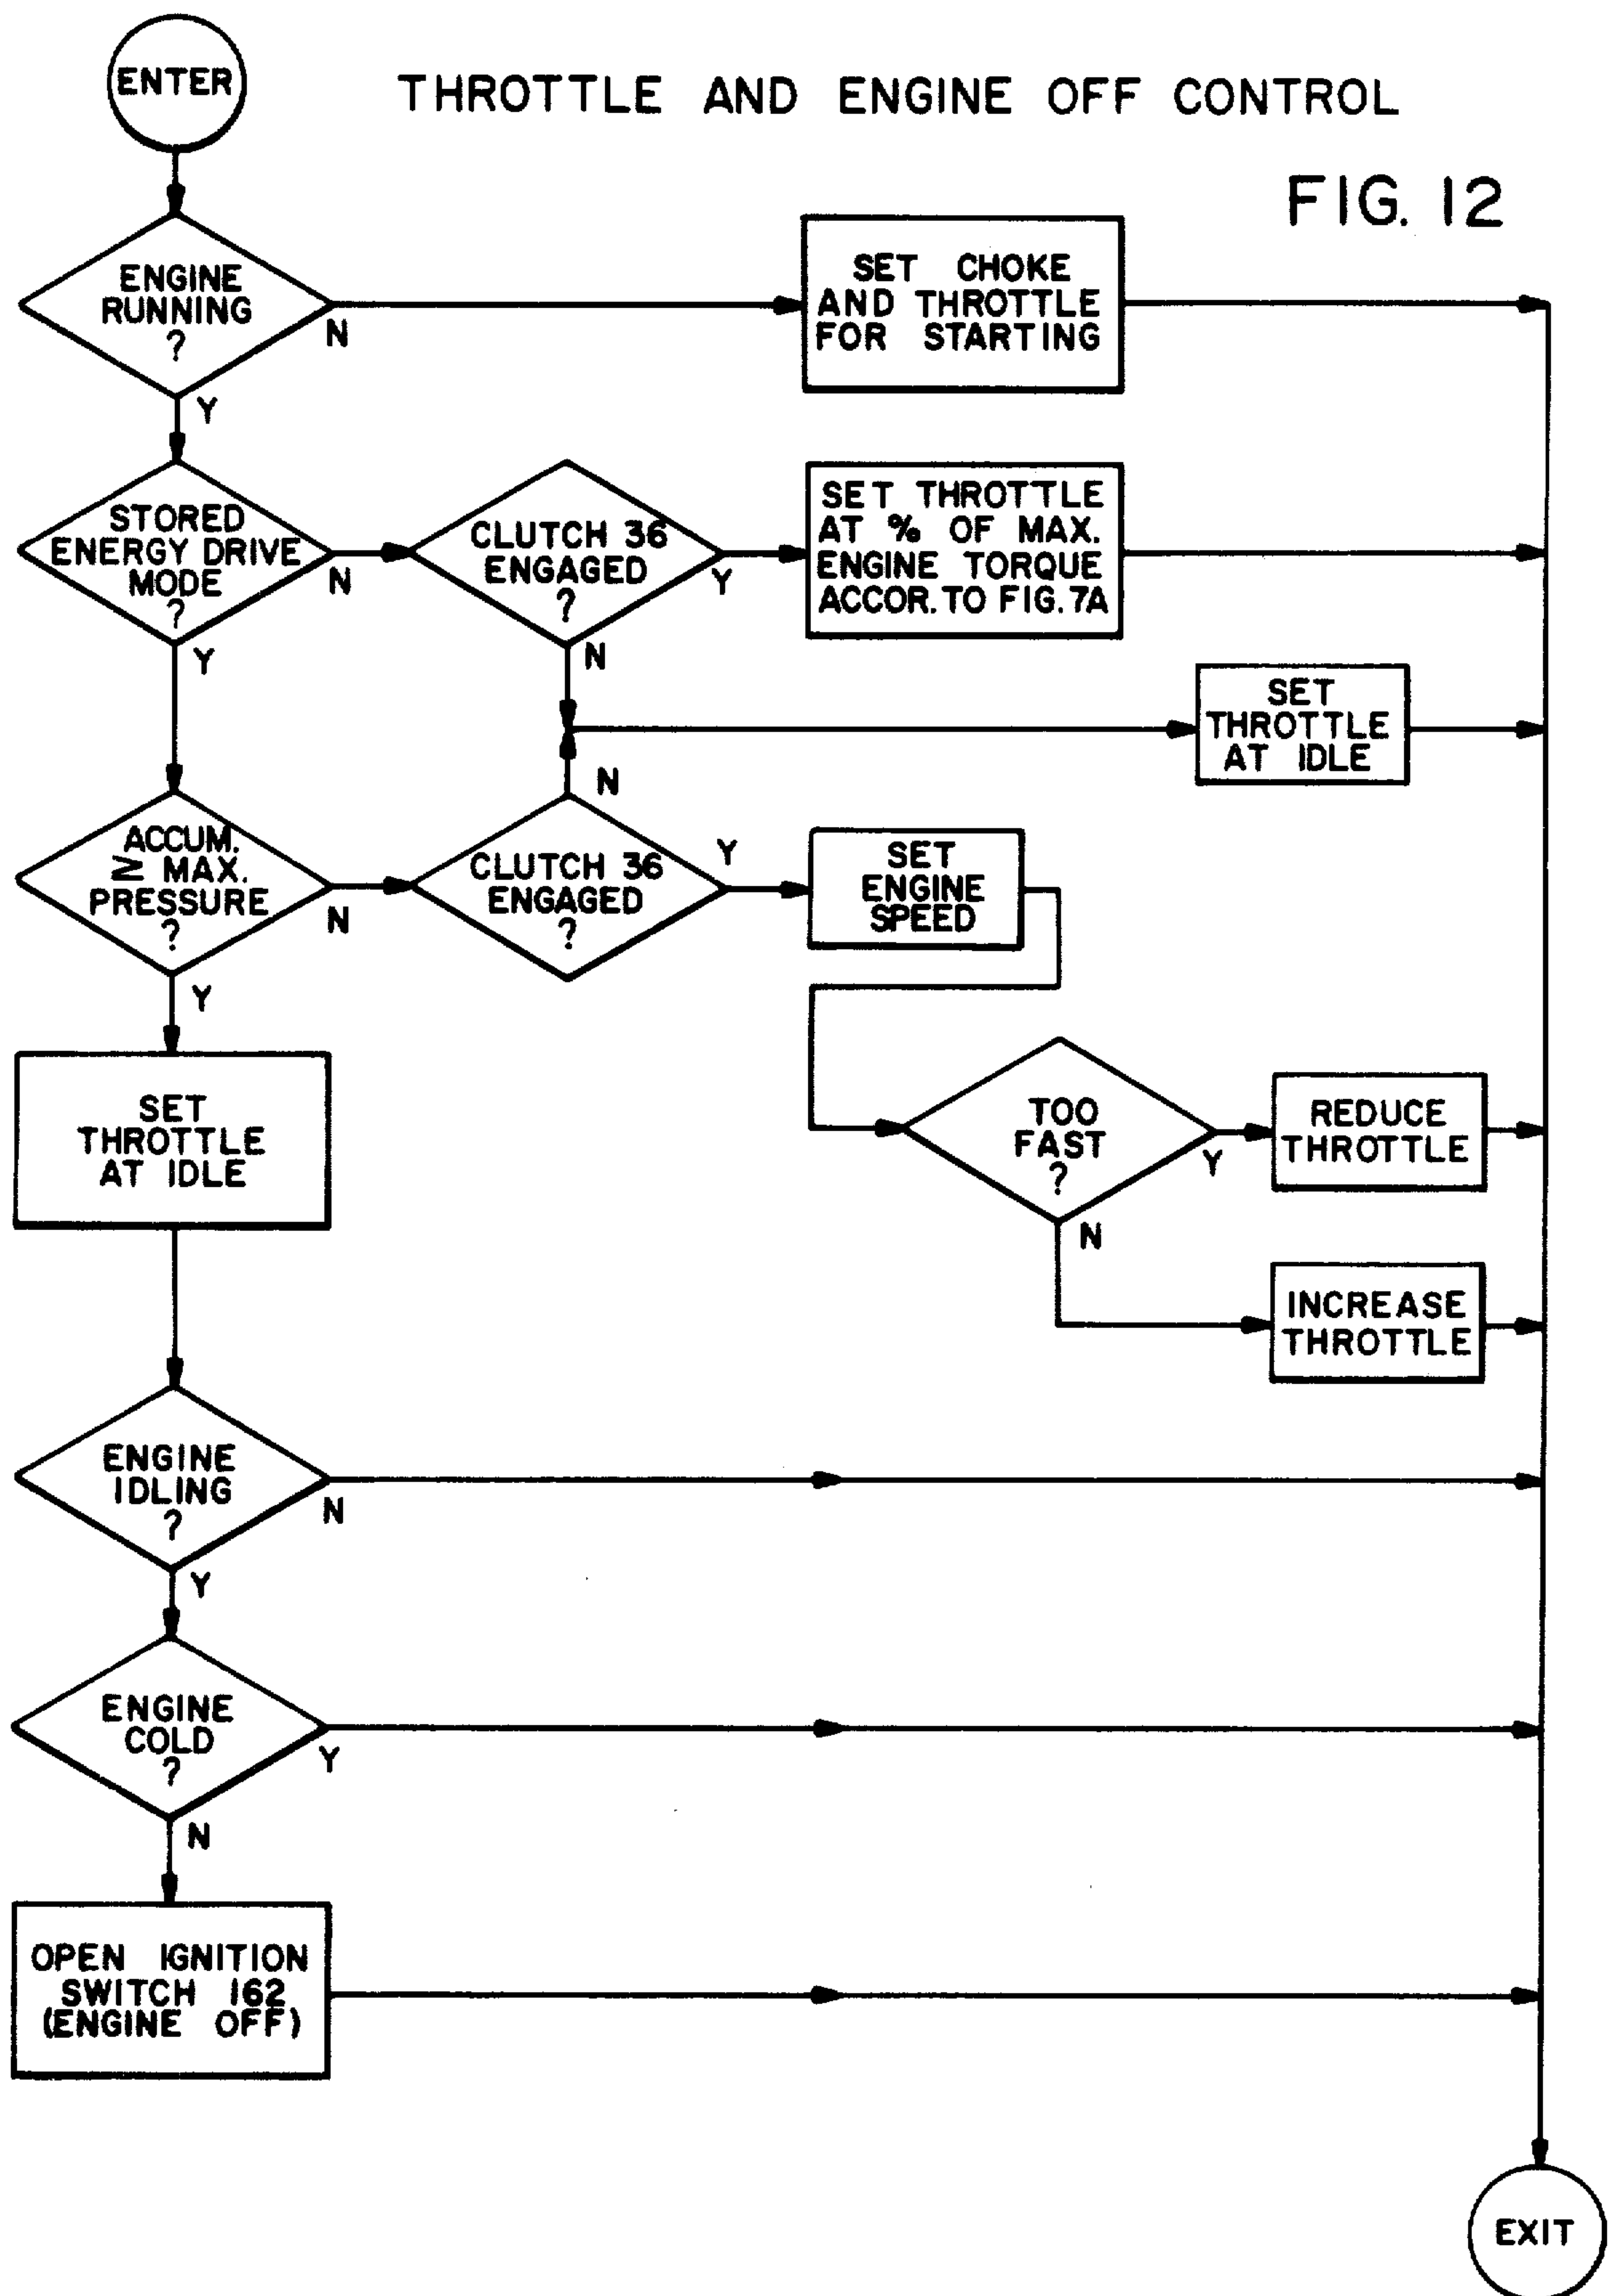 ENTER
THROTTLE AND ENGINE OFF CONTROL
FIG. 12
ENGINE
RUNNING
?
N
Y
SET CHOKE
AND THROTTLE
FOR STARTING
STORED
ENERGY DRIVE
MODE
?
N
Y
CLUTCH 36
ENGAGED
?
Y
N
SET THROTTLE
AT % OF MAX.
ENGINE TORQUE
ACCOR. TO FIG. 7A
SET
THROTTLE
AT IDLE
ACCUM.
≥ MAX.
PRESSURE
?
N
Y
N
CLUTCH 36
ENGAGED
?
Y
SET
ENGINE
SPEED
SET
THROTTLE
AT IDLE
TOO
FAST
?
Y
N
REDUCE
THROTTLE
INCREASE
THROTTLE
ENGINE
IDLING
?
N
Y
ENGINE
COLD
?
Y
N
OPEN IGNITION
SWITCH 162
(ENGINE OFF)
EXIT